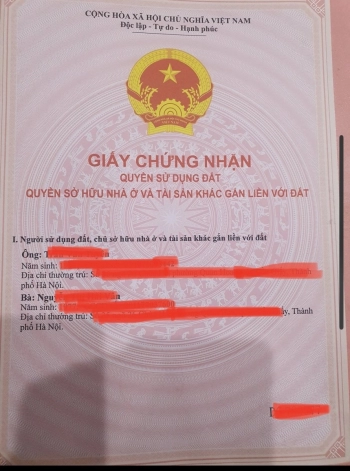 CỘNG HÒA XÃ HỘI CHỦ NGHĨA VIỆT NAM
Độc lập - Tự do - Hạnh phúc
GIẤY CHỨNG NHẬN
QUYỀN SỬ DỤNG ĐẤT
QUYỀN SỞ HỮU NHÀ Ở VÀ TÀI SẢN KHÁC GẮN LIỀN VỚI ĐẤT
I. Người sử dụng đất, chủ sở hữu nhà ở và tài sản khác gắn liền với đất
Ông:
Năm sinh:
Địa chỉ thường trú:
phố Hà Nội.
Bà:
Năm sinh:
Địa chỉ thường trú: Thành
phố Hà Nội.